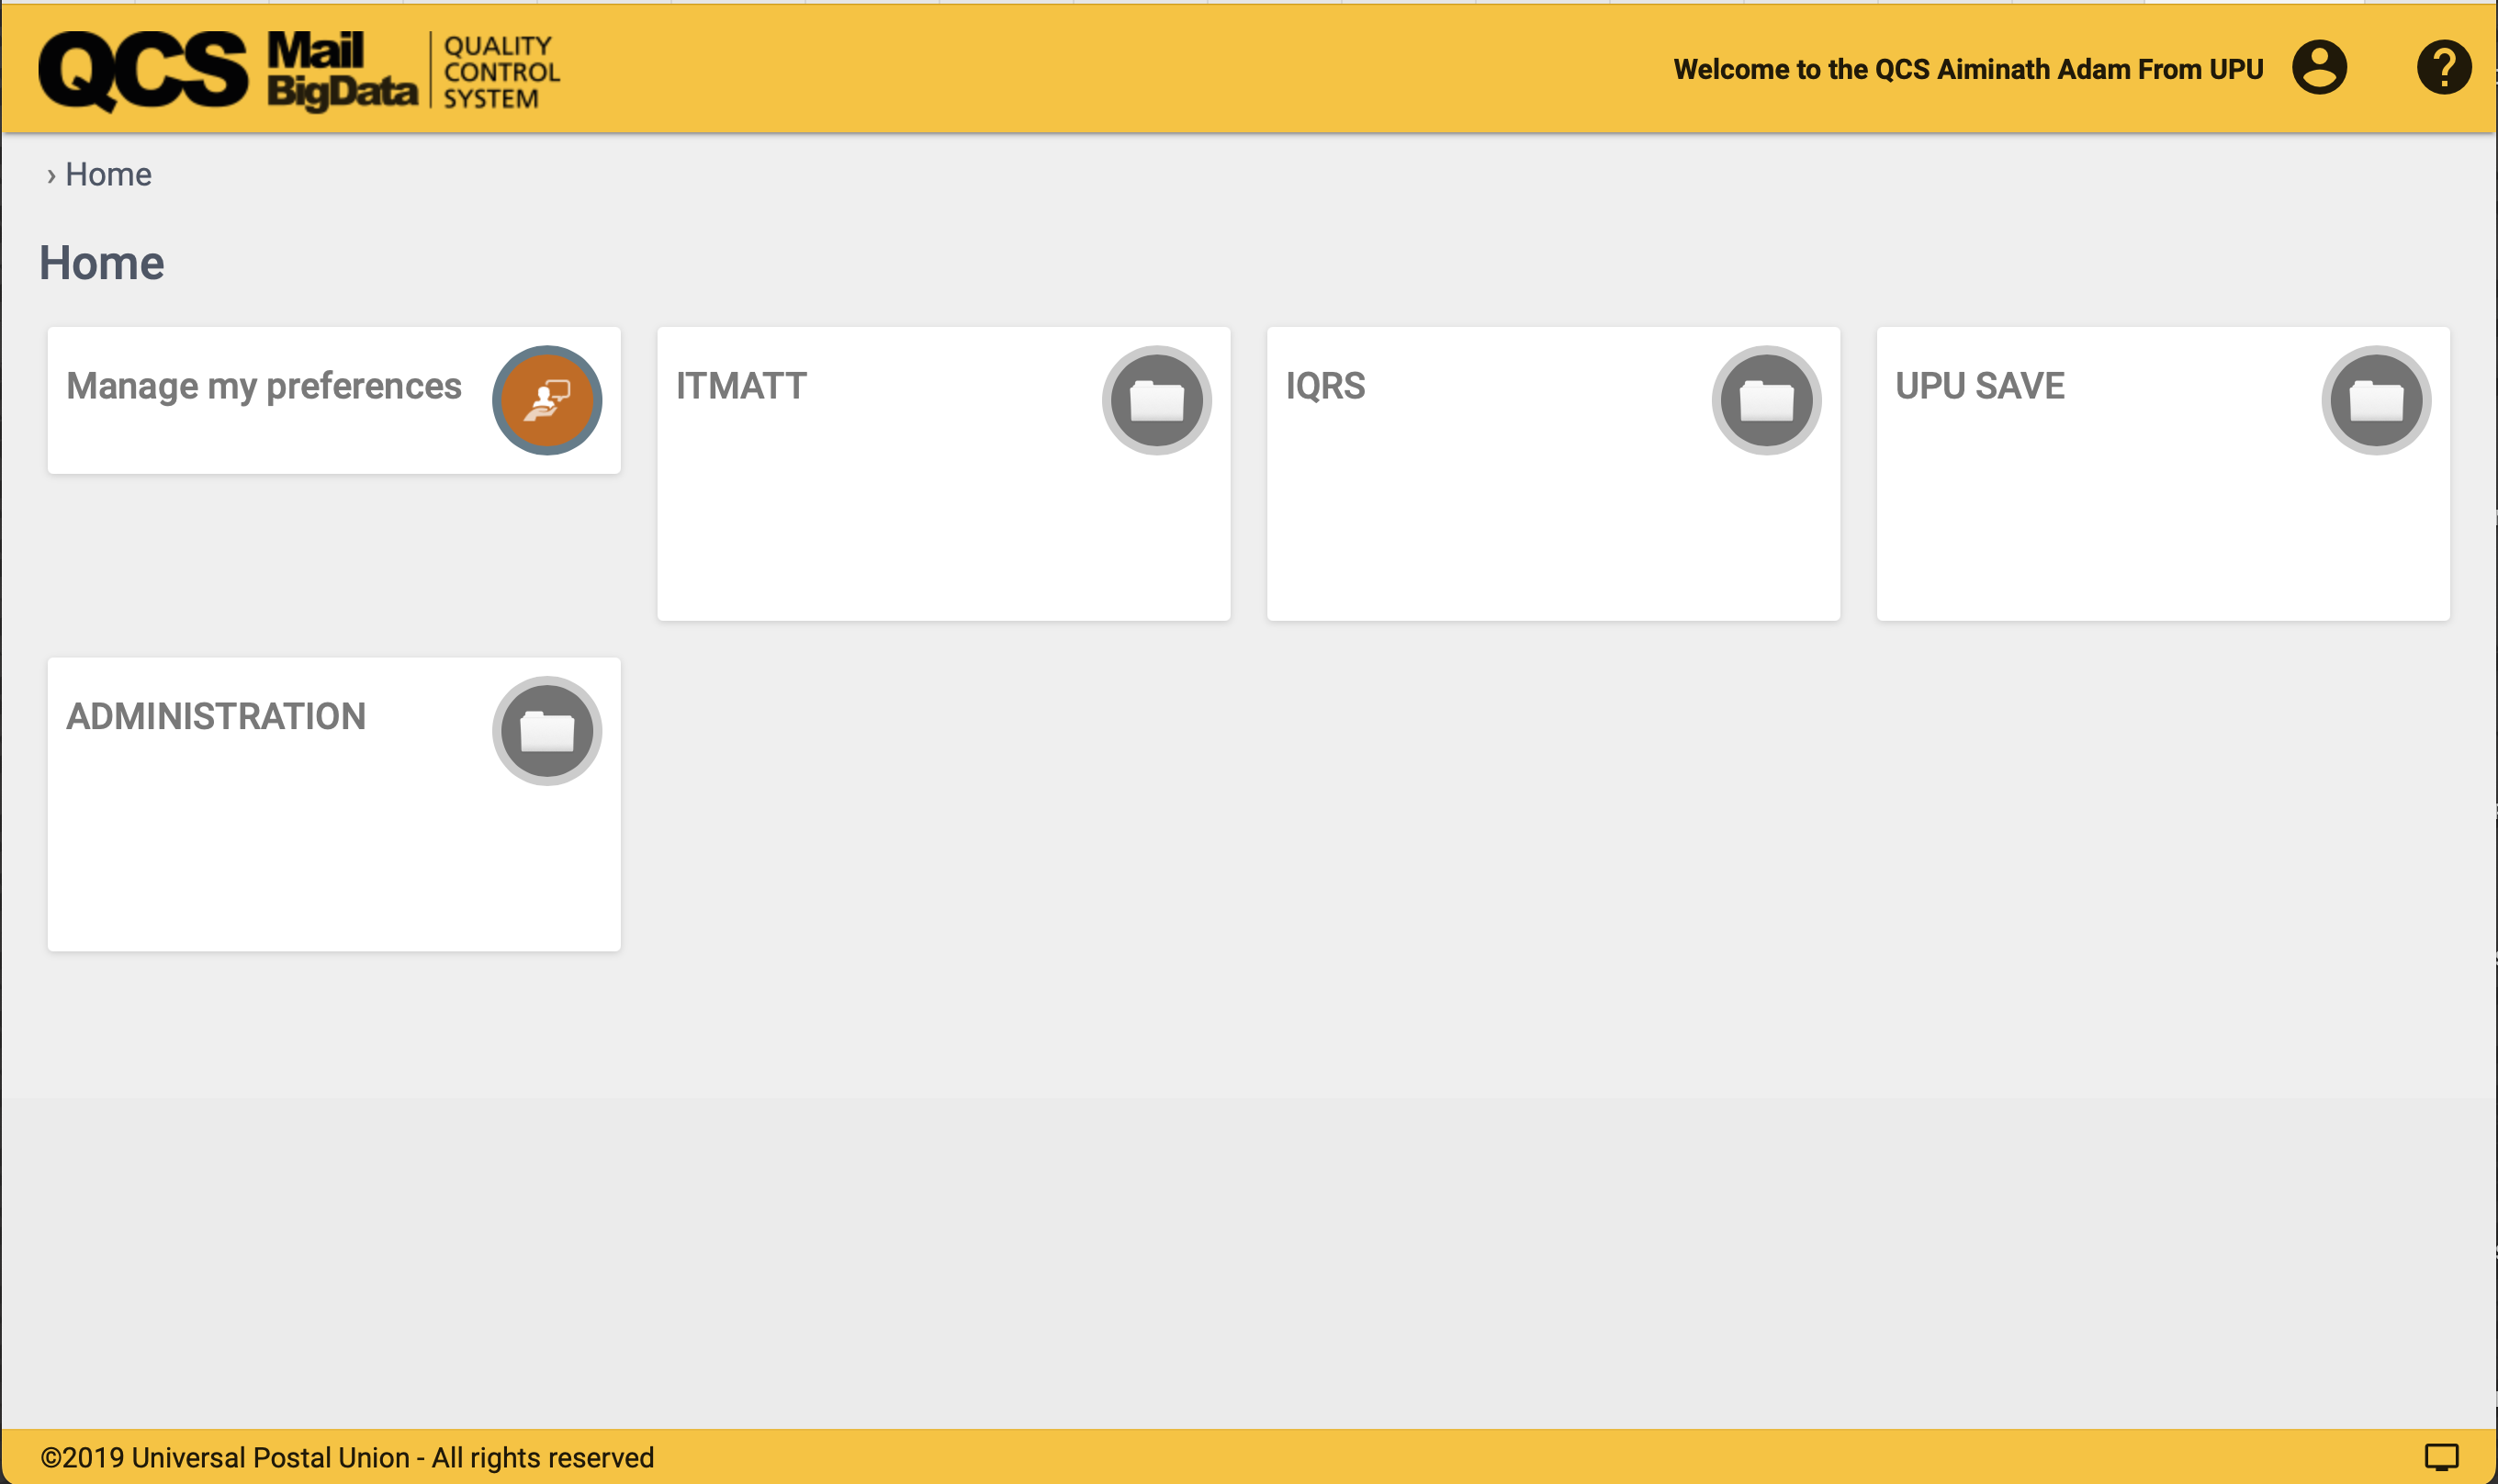 QCS Mail BigData QUALITY CONTROL SYSTEM
Welcome to the QCS Aiminath Adam From UPU
?
› Home
Home
Manage my preferences
ITMATT
IQRS
UPU SAVE
ADMINISTRATION
©2019 Universal Postal Union - All rights reserved